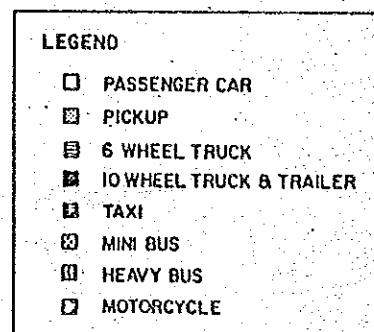 LEGEND
PASSENGER CAR
PICKUP
6 WHEEL TRUCK
10 WHEEL TRUCK & TRAILER
TAXI
MINI BUS
HEAVY BUS
MOTORCYCLE